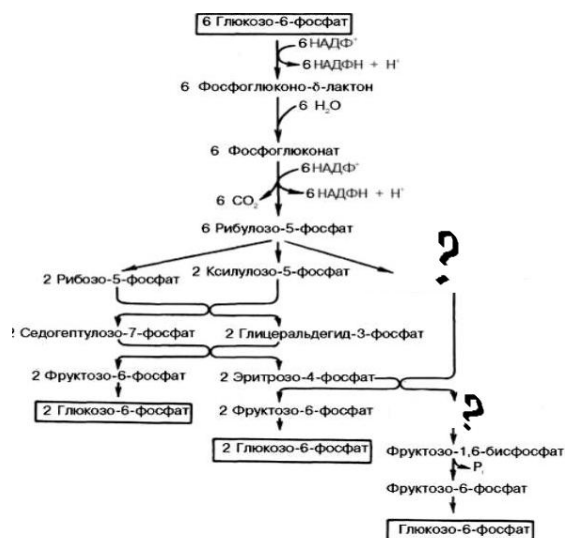 6 Глюкозо-6-фосфат
6 НАДФ⁺
6 НАДФН + Н⁺
6 Фосфоглюконо-δ-лактон
6 H₂O
6 Фосфоглюконат
6 НАДФ⁺
6 НАДФН + Н⁺
6 CO₂
6 Рибулозо-5-фосфат
?
2 Рибозо-5-фосфат
2 Ксилулозо-5-фосфат
2 Седогептулозо-7-фосфат
2 Глицеральдегид-3-фосфат
2 Фруктозо-6-фосфат
2 Эритрозо-4-фосфат
2 Глюкозо-6-фосфат
2 Фруктозо-6-фосфат
?
2 Глюкозо-6-фосфат
Фруктозо-1,6-бисфосфат
Pᵢ
Фруктозо-6-фосфат
Глюкозо-6-фосфат